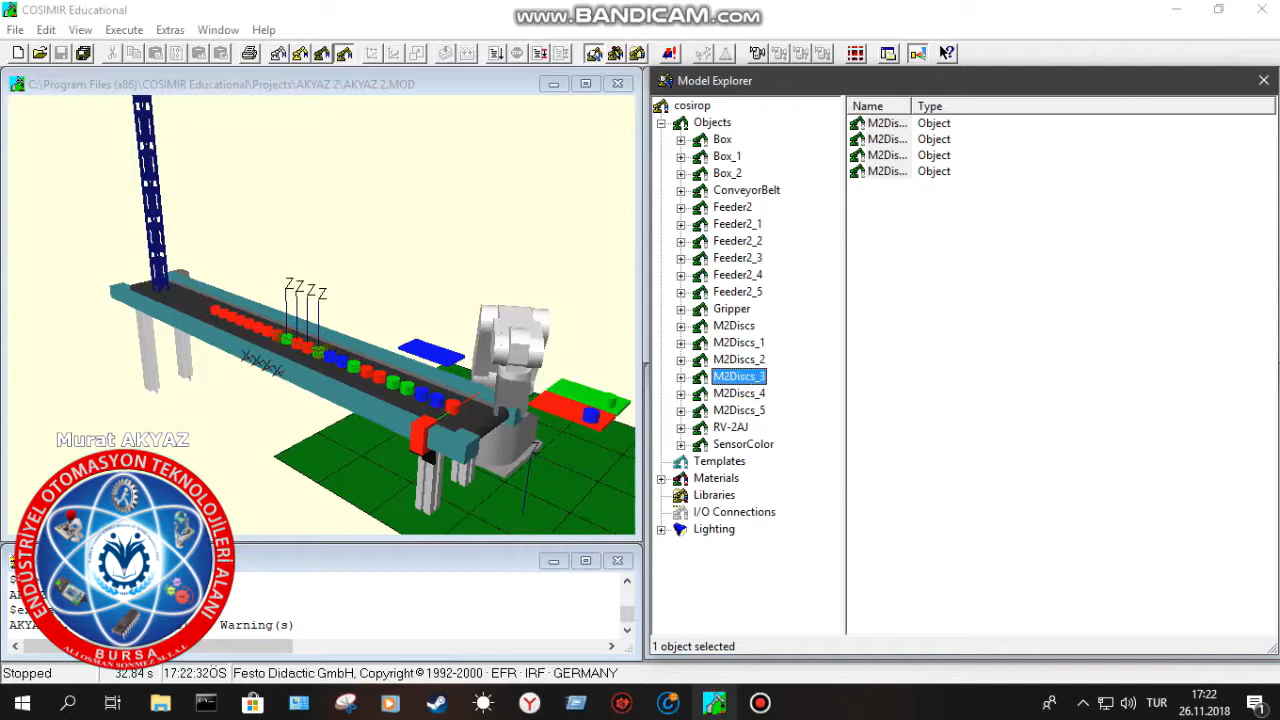 COSIMIR Educational
www.BANDICAM.com
File Edit View Execute Extras Window Help
C:\Program Files (x86)\COSIMIR Educational\Projects\AKYAZ 2\AKYAZ 2.MOD
Z Z Z Z
Murat AKYAZ
ENDÜSTRİYEL OTOMASYON TEKNOLOJİLERİ ALANI
BURSA
ALİ OSMAN SÖNMEZ M.T.A.L
Warning(s)
Model Explorer
cosirop
Objects
Box
Box_1
Box_2
ConveyorBelt
Feeder2
Feeder2_1
Feeder2_2
Feeder2_3
Feeder2_4
Feeder2_5
Gripper
M2Discs
M2Discs_1
M2Discs_2
M2Discs_3
M2Discs_4
M2Discs_5
RV-2AJ
SensorColor
Templates
Materials
Libraries
I/O Connections
Lighting
Name Type
M2Dis... Object
M2Dis... Object
M2Dis... Object
M2Dis... Object
1 object selected
Stopped 32.84 s 17:22:32OS Festo Didactic GmbH, Copyright © 1992-2000 · EFR · IRF · GERMANY
TUR 17:22
26.11.2018